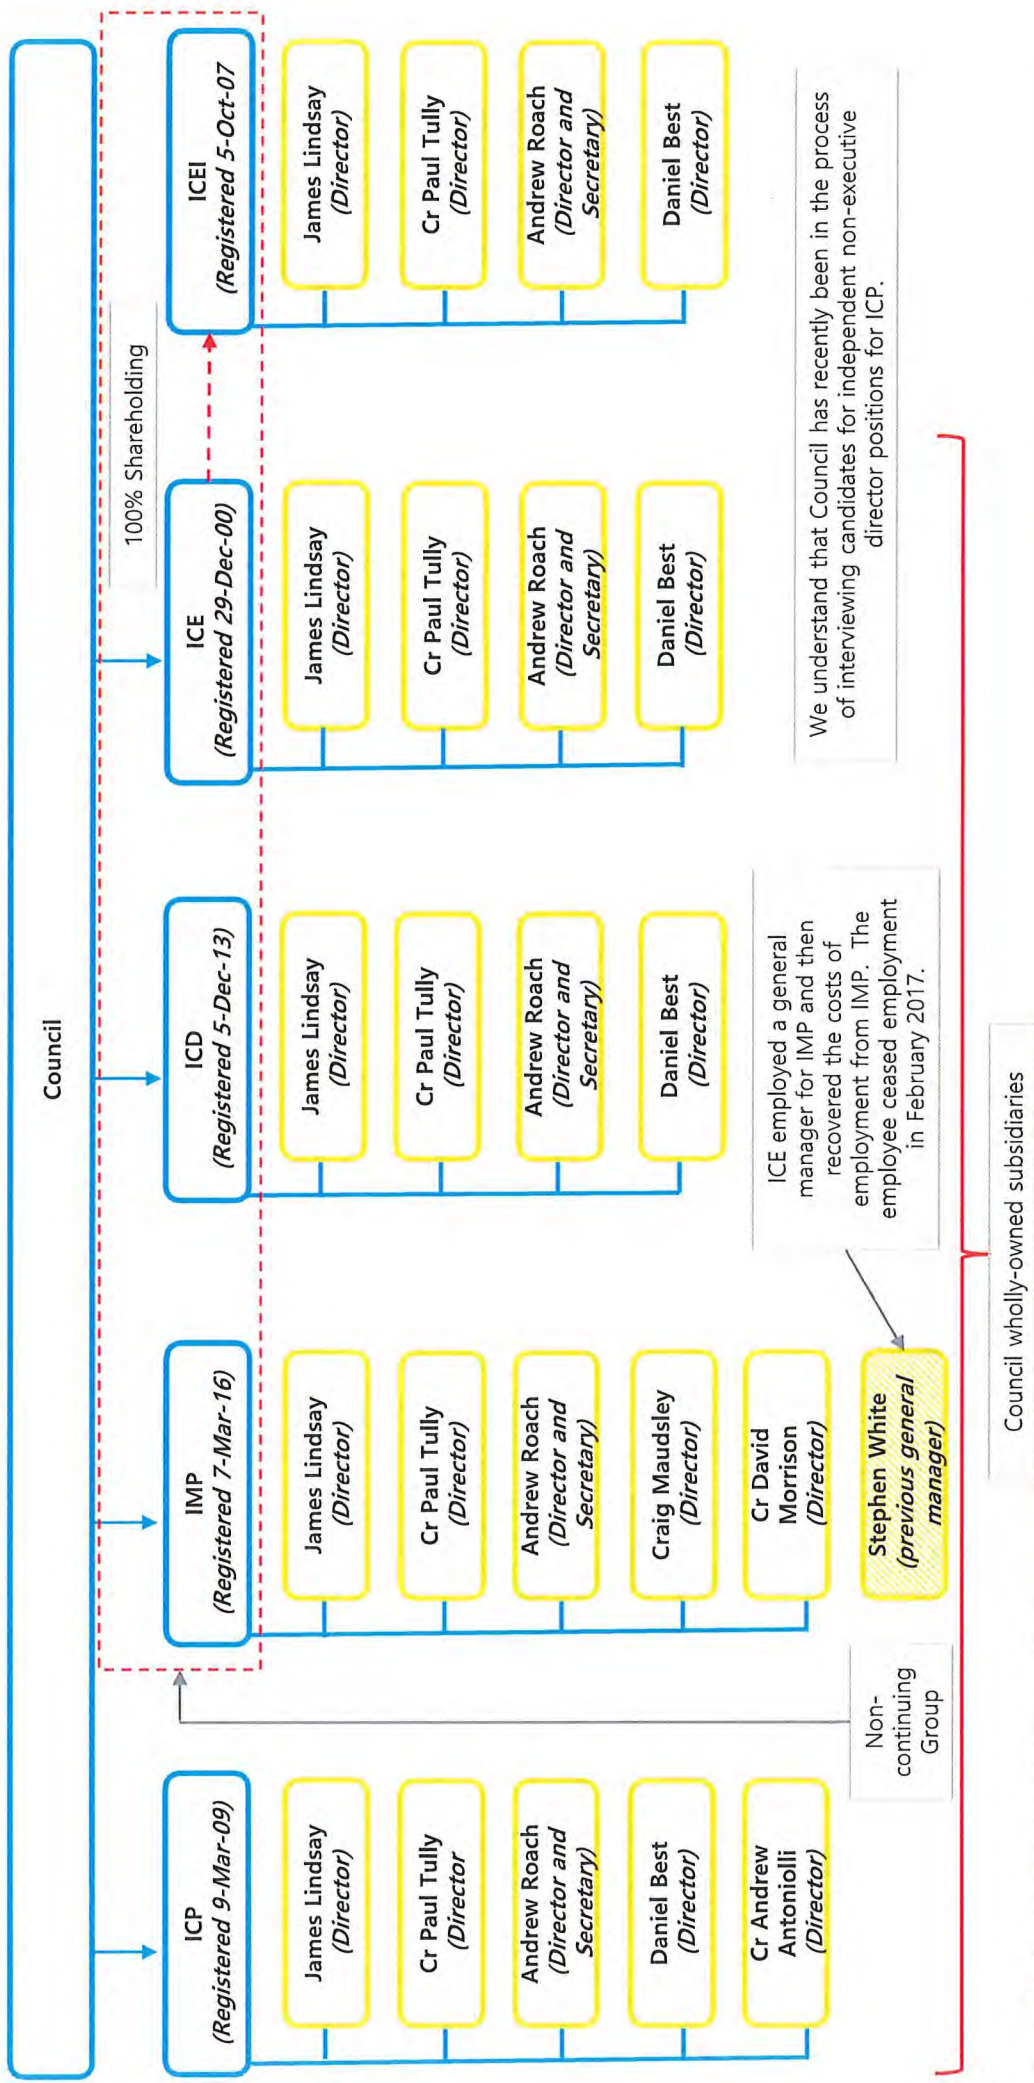 Council
100% Shareholding
ICP
(Registered 9-Mar-09)
James Lindsay
(Director)
Cr Paul Tully
(Director
Andrew Roach
(Director and
Secretary)
Daniel Best
(Director)
Cr Andrew
Antoniolli
(Director)
IMP
(Registered 7-Mar-16)
James Lindsay
(Director)
Cr Paul Tully
(Director)
Andrew Roach
(Director and
Secretary)
Craig Maudsley
(Director)
Cr David
Morrison
(Director)
Stephen White
(previous general
manager)
ICD
(Registered 5-Dec-13)
James Lindsay
(Director)
Cr Paul Tully
(Director)
Andrew Roach
(Director and
Secretary)
Daniel Best
(Director)
ICE
(Registered 29-Dec-00)
James Lindsay
(Director)
Cr Paul Tully
(Director)
Andrew Roach
(Director and
Secretary)
Daniel Best
(Director)
ICEI
(Registered 5-Oct-07
James Lindsay
(Director)
Cr Paul Tully
(Director)
Andrew Roach
(Director and
Secretary)
Daniel Best
(Director)
Non-
continuing
Group
ICE employed a general
manager for IMP and then
recovered the costs of
employment from IMP. The
employee ceased employment
in February 2017.
We understand that Council has recently been in the process
of interviewing candidates for independent non-executive
director positions for ICP.
Council wholly-owned subsidiaries